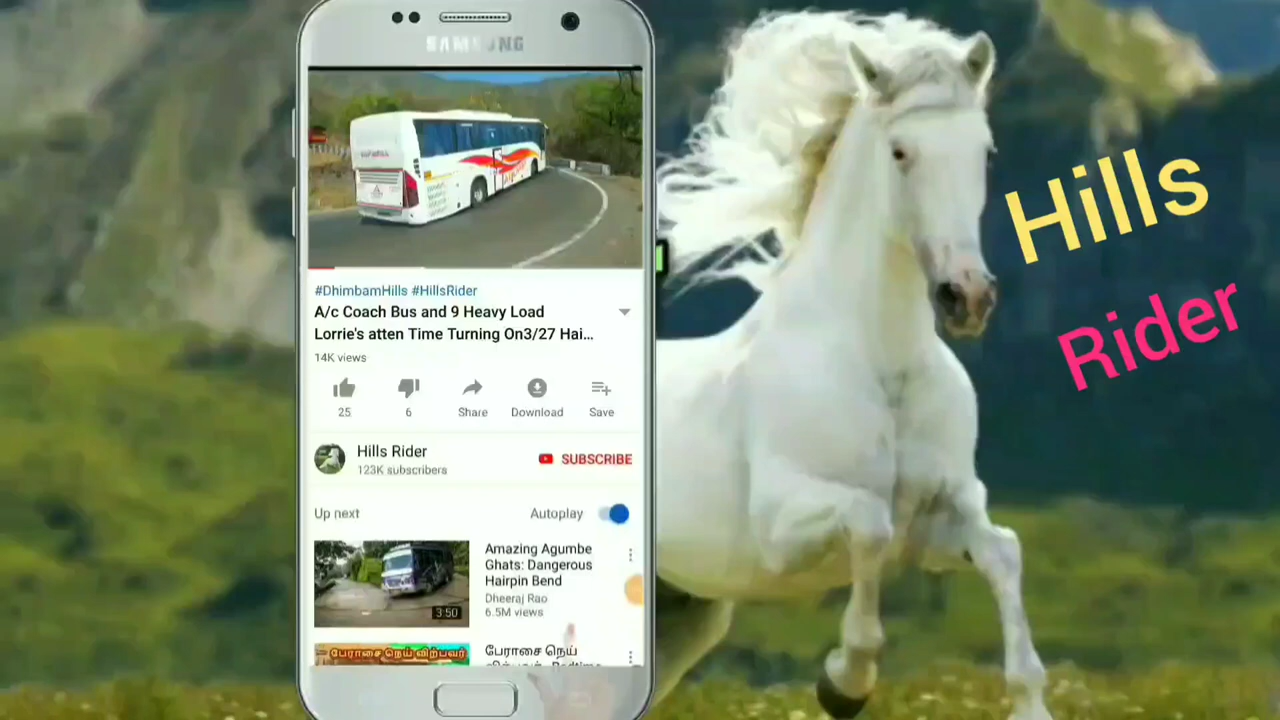 SAMSUNG
#DhimbamHills #HillsRider
A/c Coach Bus and 9 Heavy Load
Lorrie's atten Time Turning On3/27 Hai...
14K views
25
6
Share
Download
Save
Hills Rider
123K subscribers
SUBSCRIBE
Up next
Autoplay
Amazing Agumbe
Ghats: Dangerous
Hairpin Bend
Dheeraj Rao
6.5M views
3:50
பேராசை நெய் விற்பவர்
பேராசை நெய்
Hills
Rider